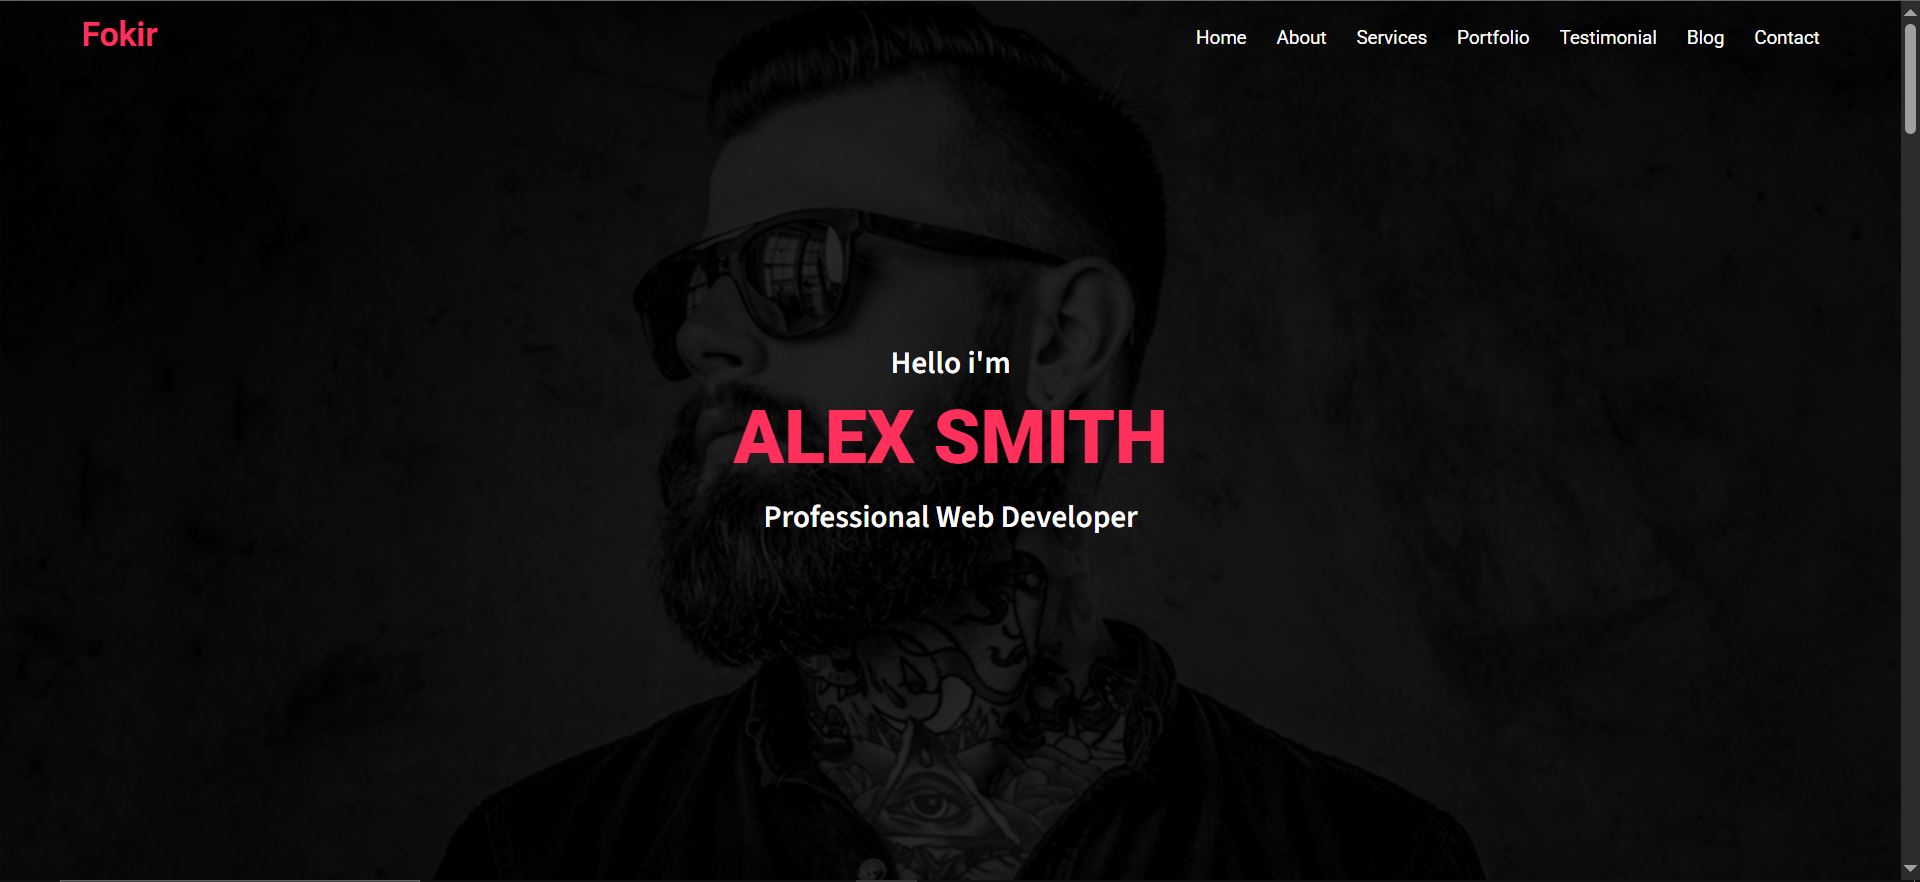 Fokir
Home About Services Portfolio Testimonial Blog Contact
Hello i'm
ALEX SMITH
Professional Web Developer